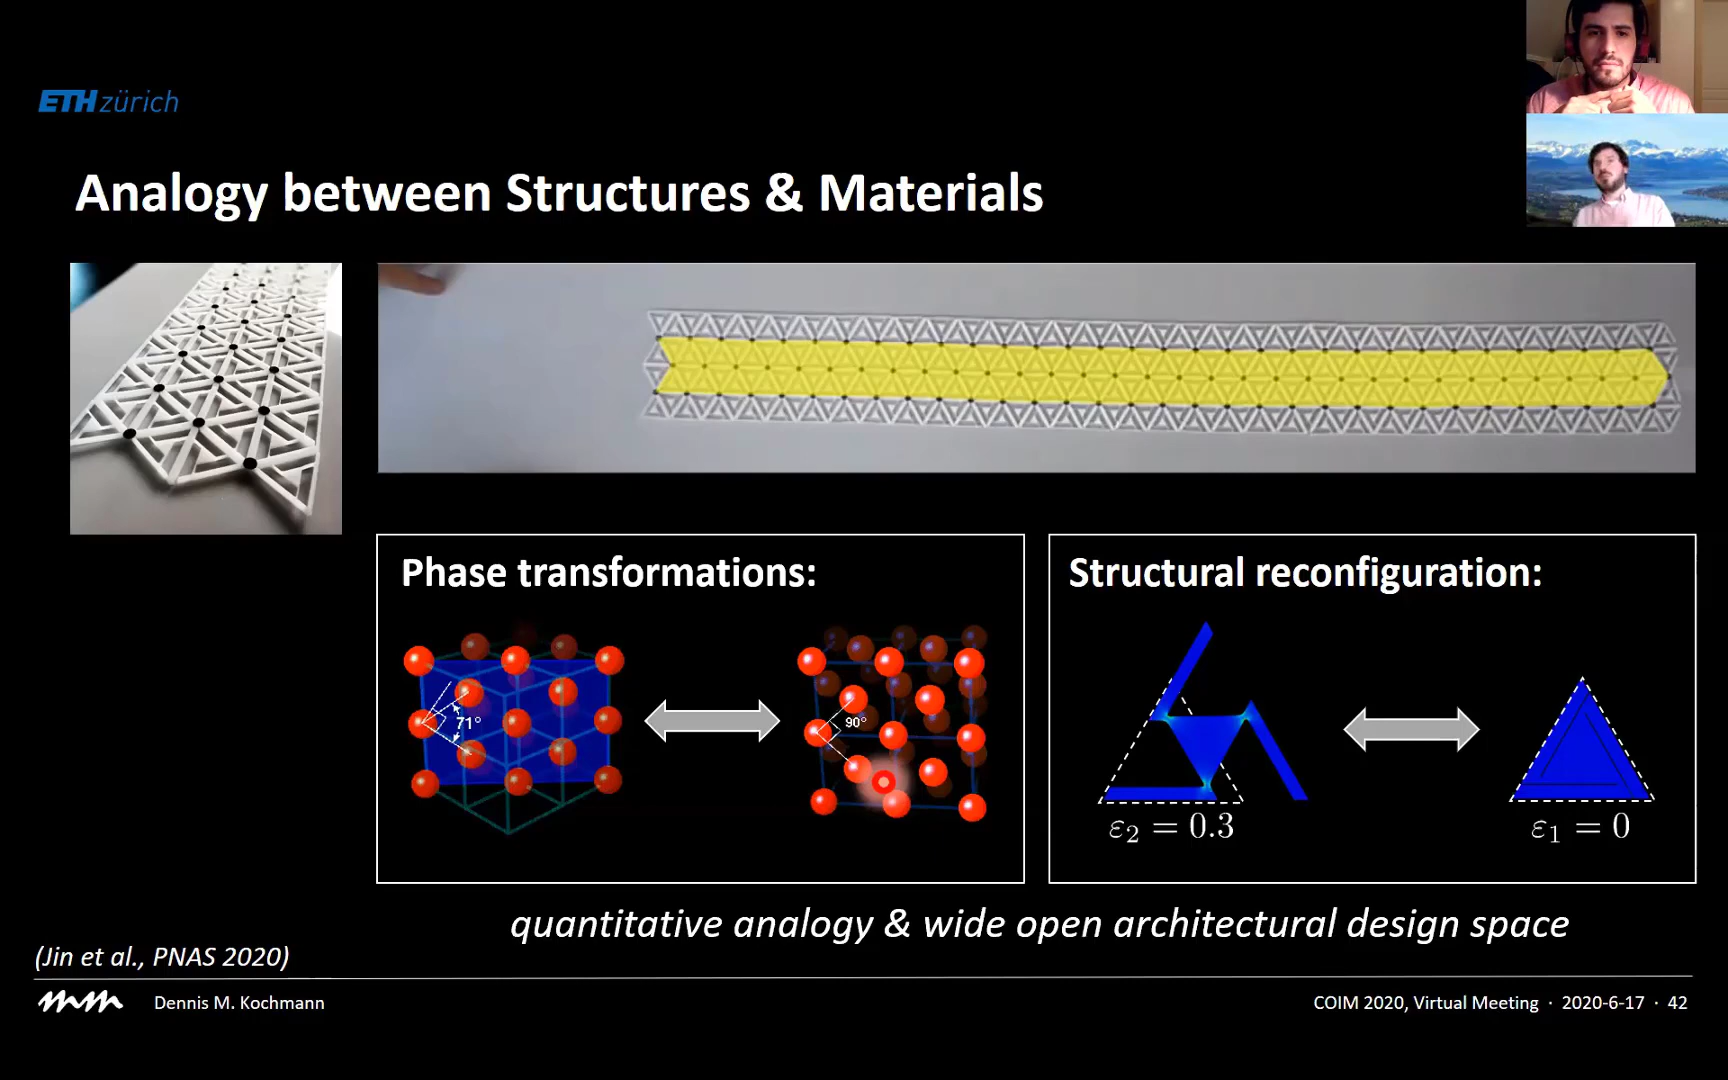 ETH zürich
Analogy between Structures & Materials
Phase transformations:
71°
90°
Structural reconfiguration:
ε₂ = 0.3
ε₁ = 0
quantitative analogy & wide open architectural design space
(Jin et al., PNAS 2020)
Dennis M. Kochmann
COIM 2020, Virtual Meeting · 2020-6-17 · 42